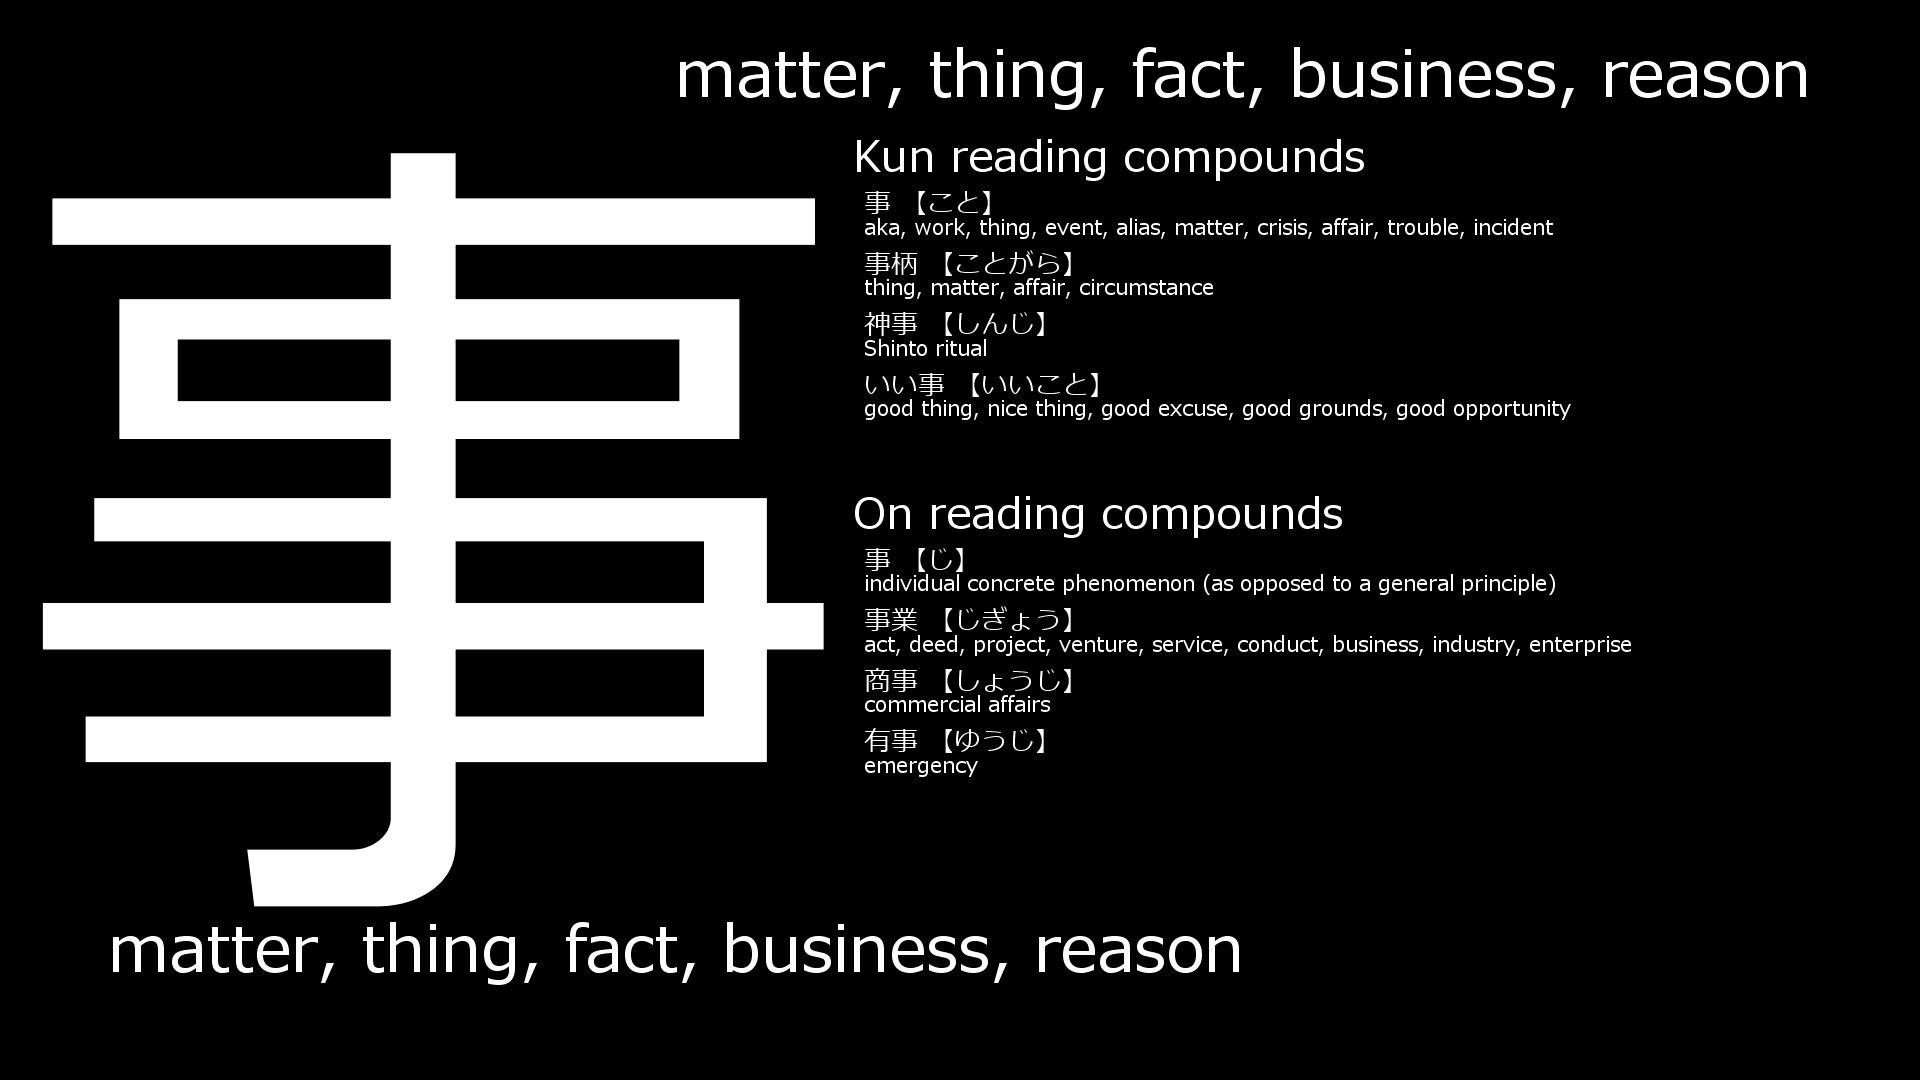 matter, thing, fact, business, reason
事
Kun reading compounds
事 【こと】
aka, work, thing, event, alias, matter, crisis, affair, trouble, incident
事柄 【ことがら】
thing, matter, affair, circumstance
神事 【しんじ】
Shinto ritual
いい事 【いいこと】
good thing, nice thing, good excuse, good grounds, good opportunity
On reading compounds
事 【じ】
individual concrete phenomenon (as opposed to a general principle)
事業 【じぎょう】
act, deed, project, venture, service, conduct, business, industry, enterprise
商事 【しょうじ】
commercial affairs
有事 【ゆうじ】
emergency
matter, thing, fact, business, reason